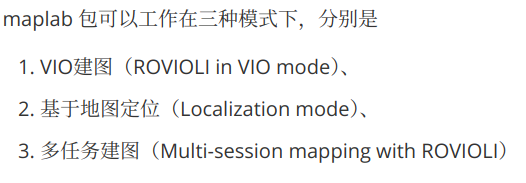 maplab 包可以工作在三种模式下，分别是
1. VIO建图（ROVIOLI in VIO mode）、
2. 基于地图定位（Localization mode）、
3. 多任务建图（Multi-session mapping with ROVIOLI）